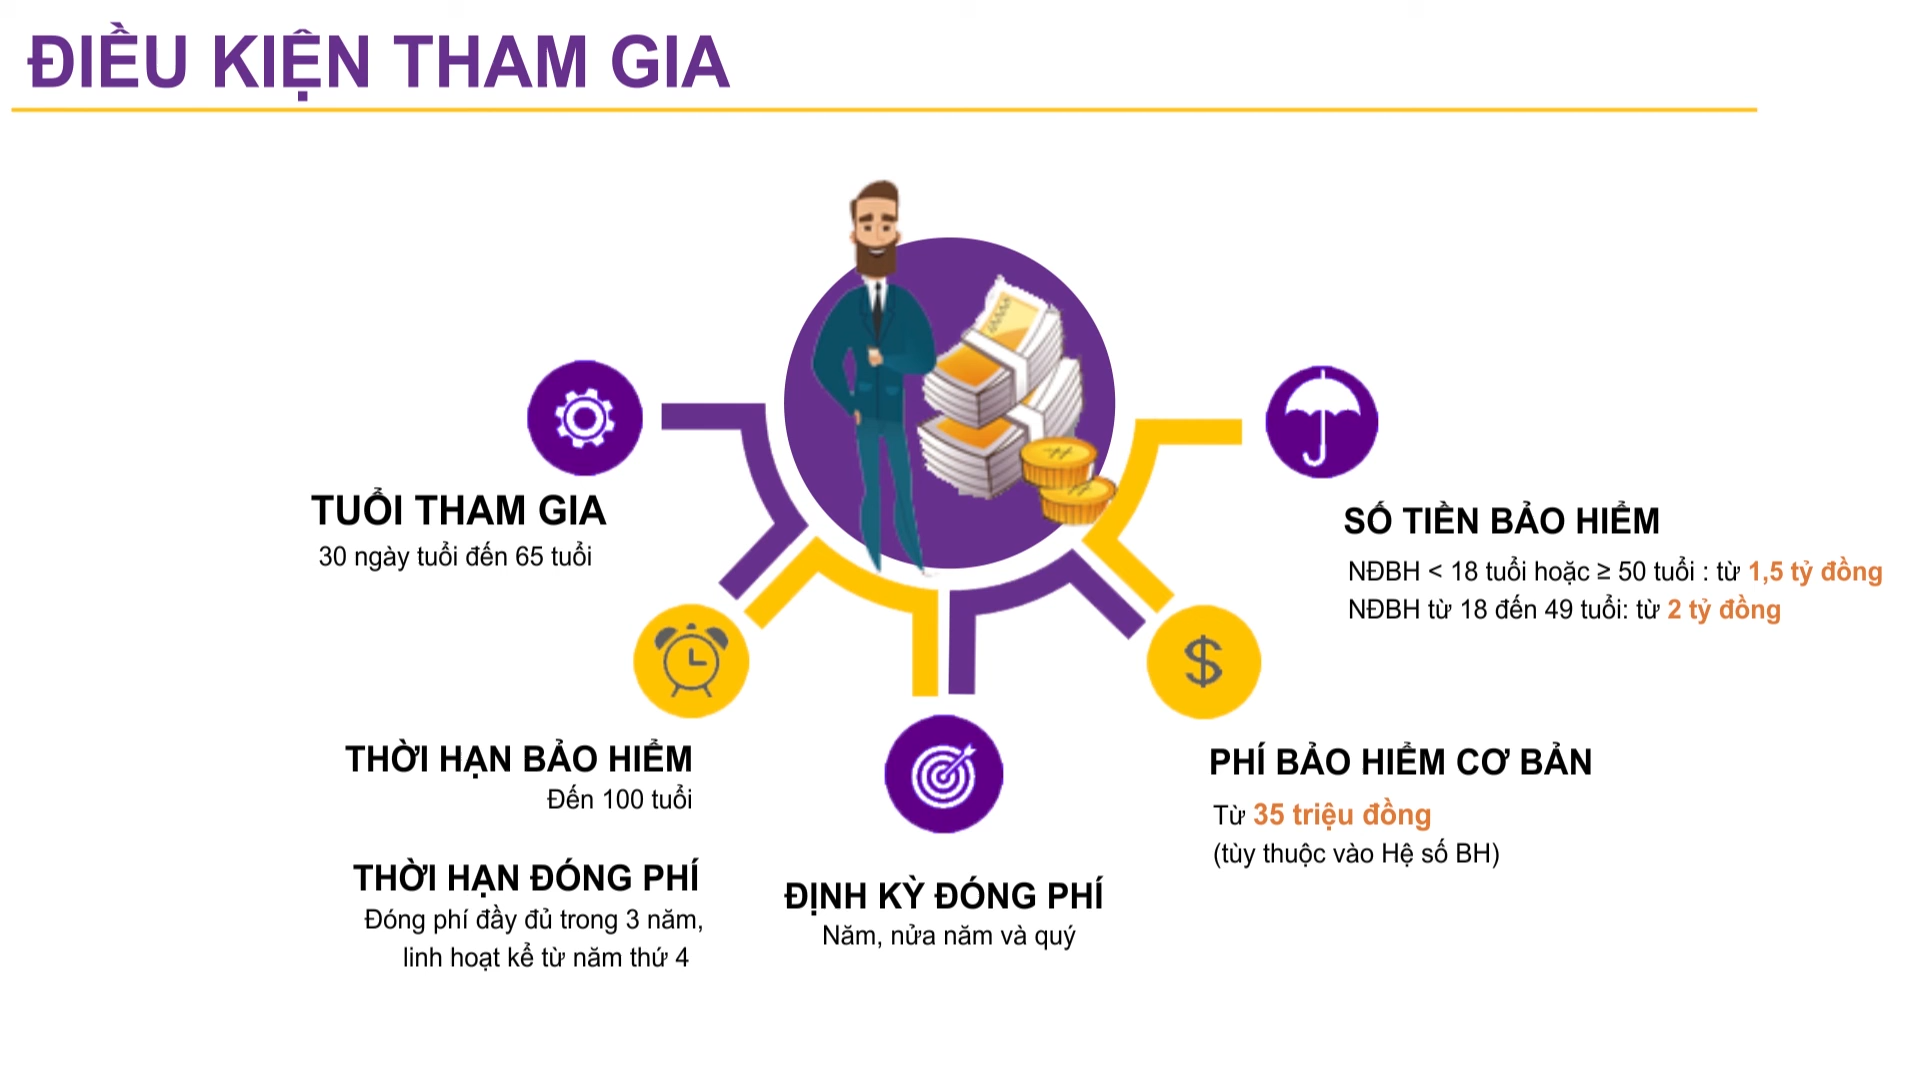 ĐIỀU KIỆN THAM GIA
TUỔI THAM GIA
30 ngày tuổi đến 65 tuổi
THỜI HẠN BẢO HIỂM
Đến 100 tuổi
THỜI HẠN ĐÓNG PHÍ
Đóng phí đầy đủ trong 3 năm,
linh hoạt kể từ năm thứ 4
ĐỊNH KỲ ĐÓNG PHÍ
Năm, nửa năm và quý
PHÍ BẢO HIỂM CƠ BẢN
Từ 35 triệu đồng
(tùy thuộc vào Hệ số BH)
SỐ TIỀN BẢO HIỂM
NĐBH < 18 tuổi hoặc ≥ 50 tuổi : từ 1,5 tỷ đồng
NĐBH từ 18 đến 49 tuổi: từ 2 tỷ đồng
$